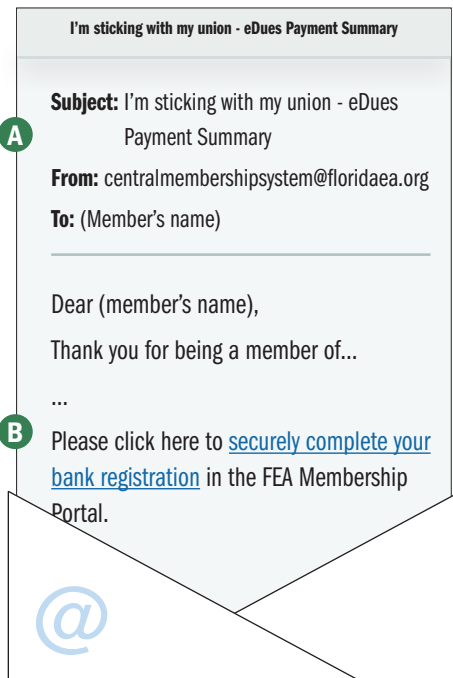 I'm sticking with my union - eDues Payment Summary
A
Subject: I'm sticking with my union - eDues
Payment Summary
From: centralmembershipsystem@floridaea.org
To: (Member's name)
Dear (member's name),
Thank you for being a member of...
...
B
Please click here to securely complete your
bank registration in the FEA Membership
Portal.
@